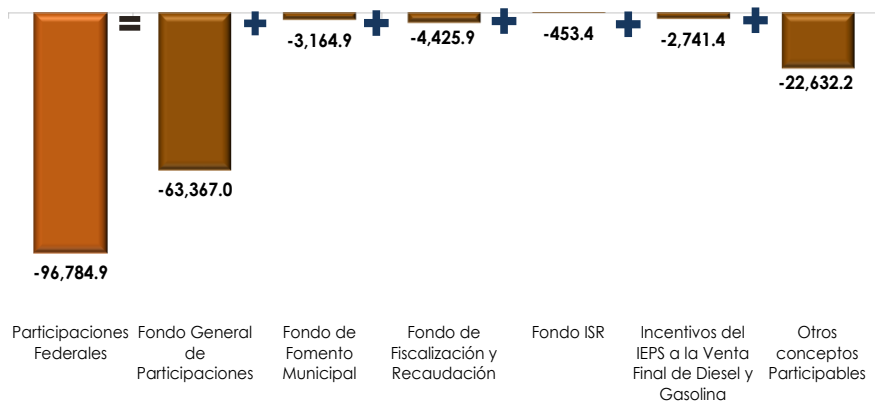 =
+
+
+
+
+
-3,164.9
-4,425.9
-453.4
-2,741.4
-22,632.2
-63,367.0
-96,784.9
Participaciones
Federales
Fondo General
de
Participaciones
Fondo de
Fomento
Municipal
Fondo de
Fiscalización y
Recaudación
Fondo ISR
Incentivos del
IEPS a la Venta
Final de Diesel y
Gasolina
Otros
conceptos
Participables